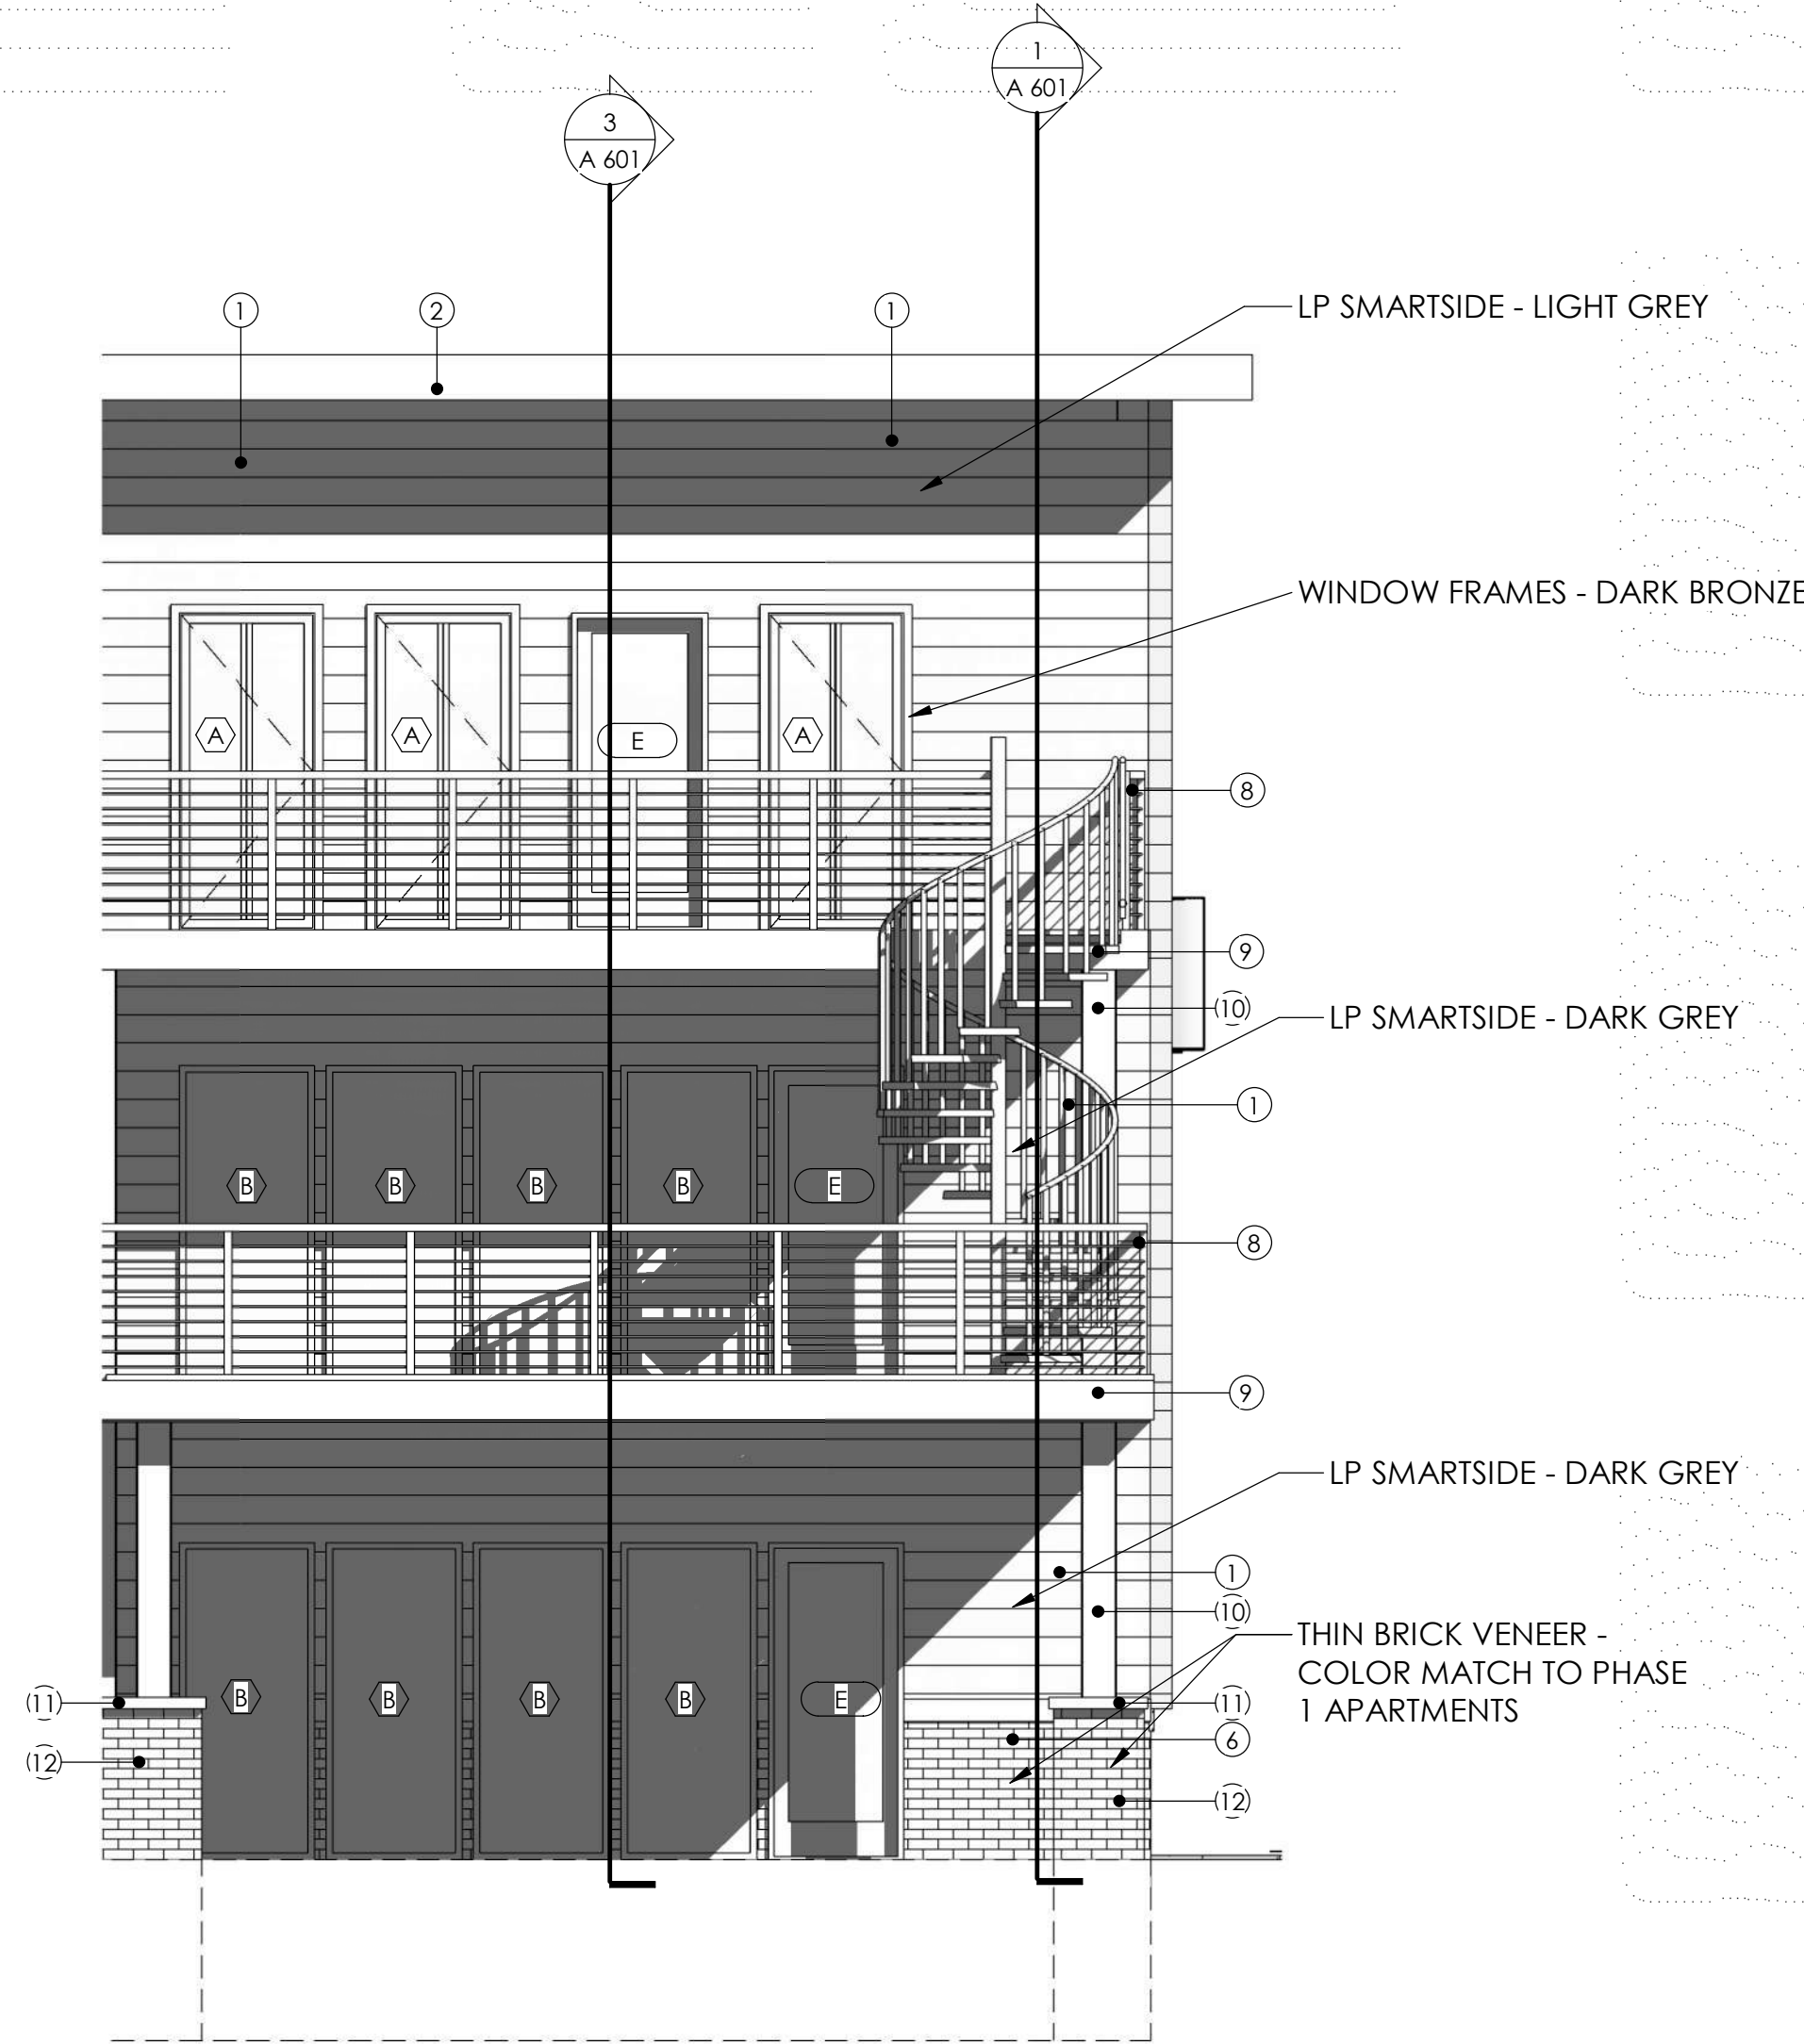 1
A 601
3
A 601
1
2
1
LP SMARTSIDE - LIGHT GREY
WINDOW FRAMES - DARK BRONZE
A
A
E
A
8
9
10
LP SMARTSIDE - DARK GREY
1
B
B
B
B
E
8
9
LP SMARTSIDE - DARK GREY
1
10
THIN BRICK VENEER -
COLOR MATCH TO PHASE
1 APARTMENTS
B
B
B
B
E
11
11
6
12
12